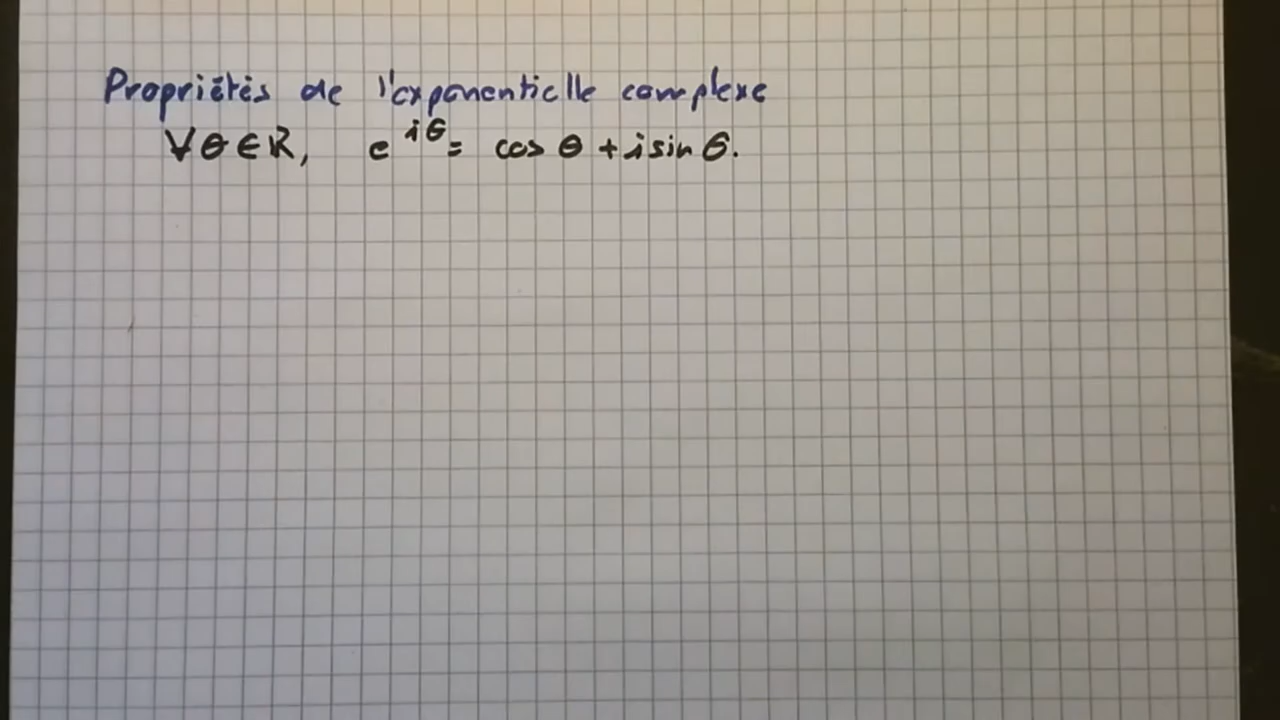 Propriétés de l'exponentielle complexe
∀θ∈ℝ, e^{iθ} = cos θ + i sin θ.